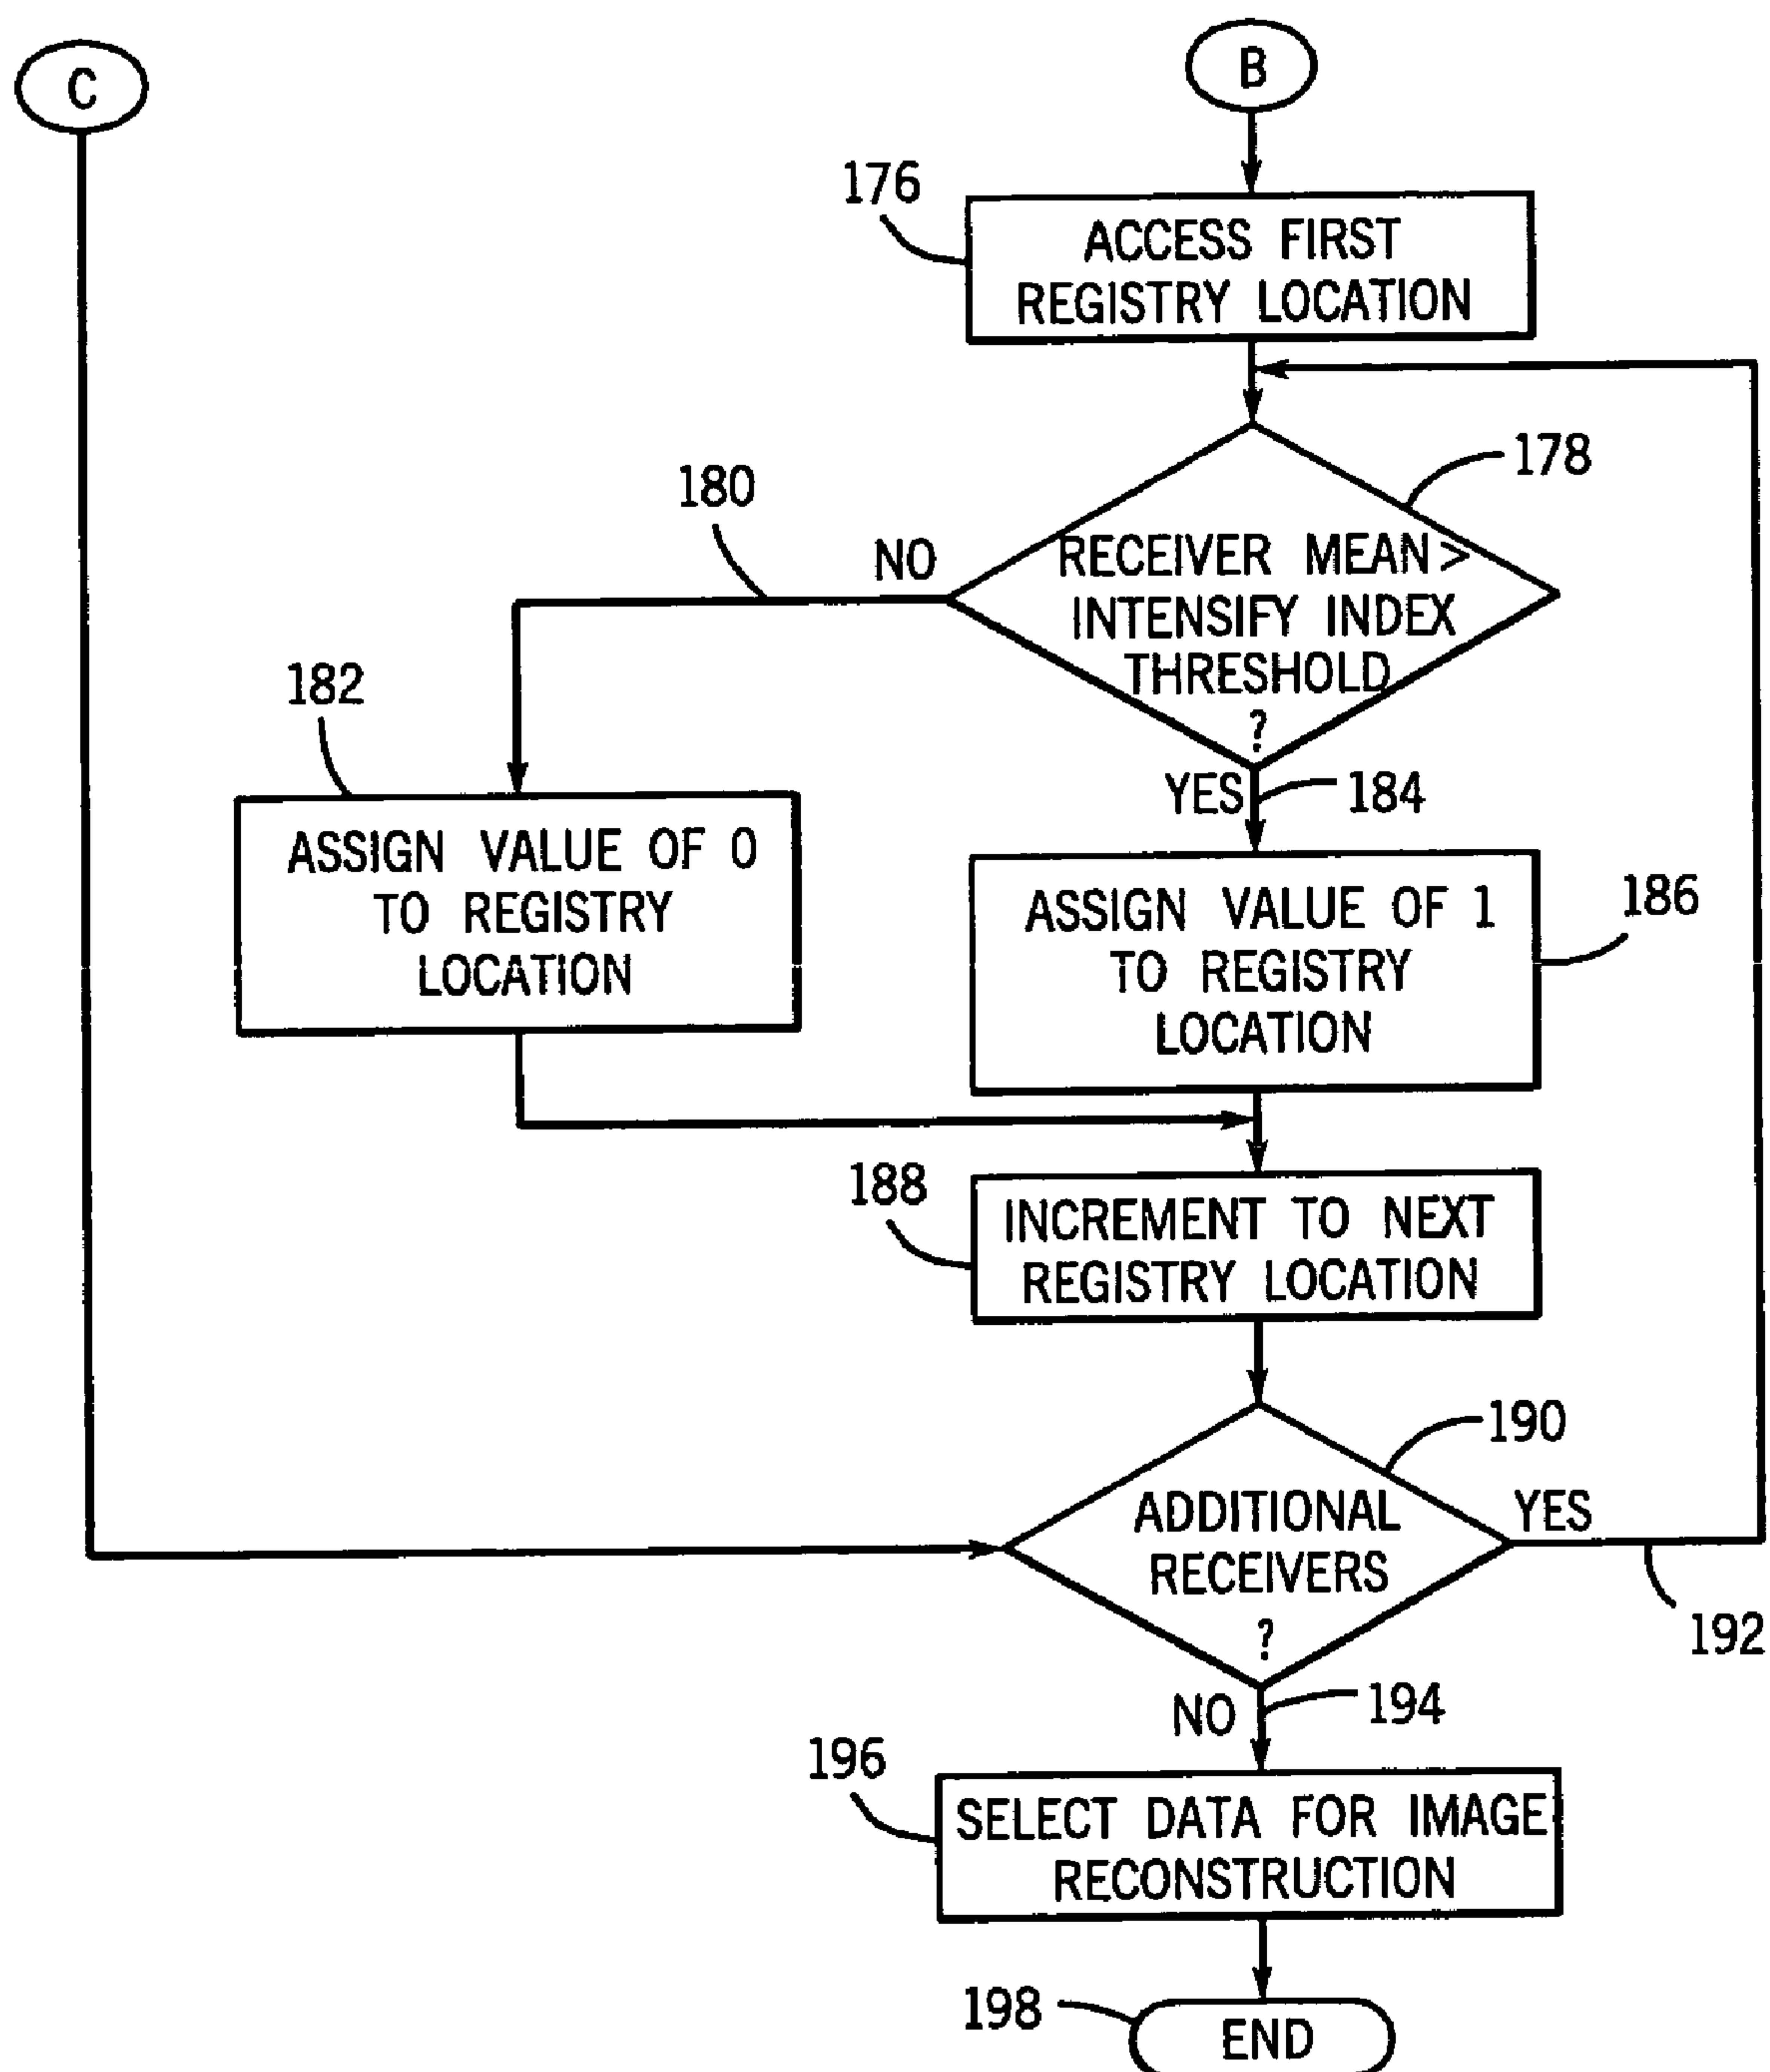 C
B
176
ACCESS FIRST
REGISTRY LOCATION
178
180
NO
RECEIVER MEAN >
INTENSIFY INDEX
THRESHOLD
?
182
YES
184
ASSIGN VALUE OF 0
TO REGISTRY
LOCATION
186
ASSIGN VALUE OF 1
TO REGISTRY
LOCATION
188
INCREMENT TO NEXT
REGISTRY LOCATION
190
ADDITIONAL
RECEIVERS
?
YES
192
NO
194
196
SELECT DATA FOR IMAGE
RECONSTRUCTION
198
END